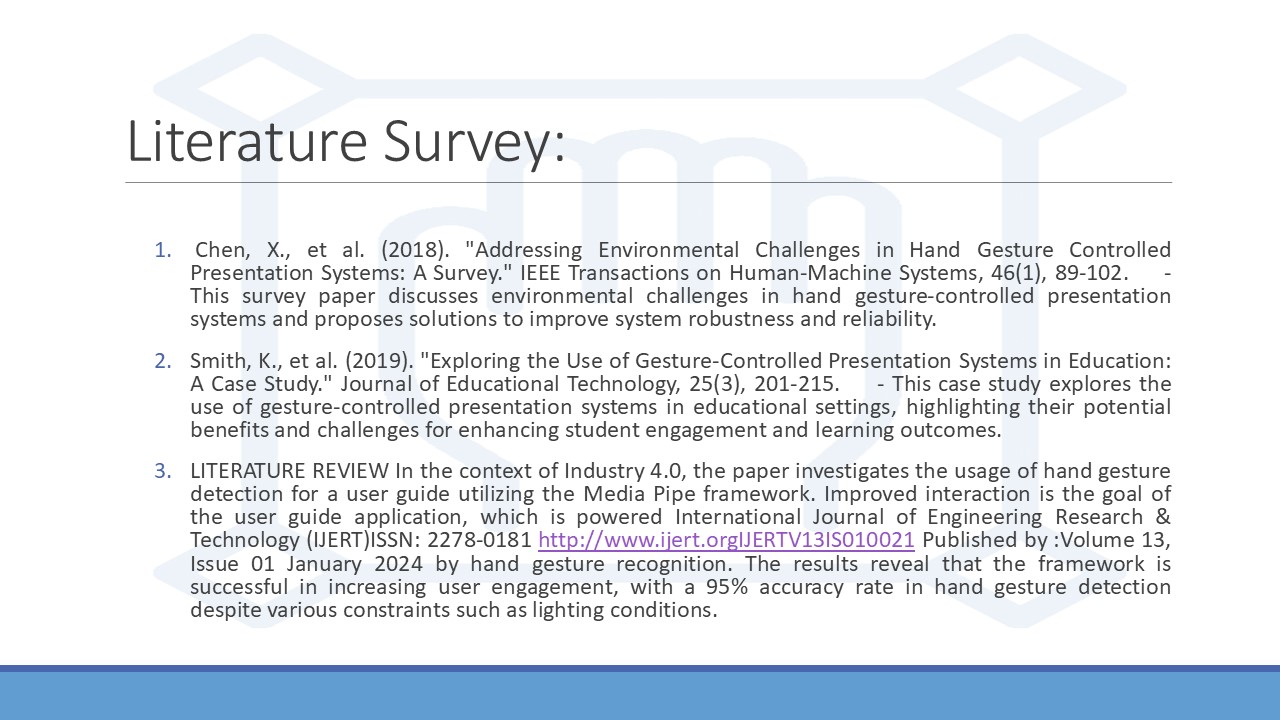 Literature Survey:
1. Chen, X., et al. (2018). "Addressing Environmental Challenges in Hand Gesture Controlled
Presentation Systems: A Survey." IEEE Transactions on Human-Machine Systems, 46(1), 89-102. -
This survey paper discusses environmental challenges in hand gesture-controlled presentation
systems and proposes solutions to improve system robustness and reliability.
2. Smith, K., et al. (2019). "Exploring the Use of Gesture-Controlled Presentation Systems in Education:
A Case Study." Journal of Educational Technology, 25(3), 201-215. - This case study explores the
use of gesture-controlled presentation systems in educational settings, highlighting their potential
benefits and challenges for enhancing student engagement and learning outcomes.
3. LITERATURE REVIEW In the context of Industry 4.0, the paper investigates the usage of hand gesture
detection for a user guide utilizing the Media Pipe framework. Improved interaction is the goal of
the user guide application, which is powered International Journal of Engineering Research &
Technology (IJERT)ISSN: 2278-0181 http://www.ijert.orgIJERTV13IS010021 Published by :Volume 13,
Issue 01 January 2024 by hand gesture recognition. The results reveal that the framework is
successful in increasing user engagement, with a 95% accuracy rate in hand gesture detection
despite various constraints such as lighting conditions.